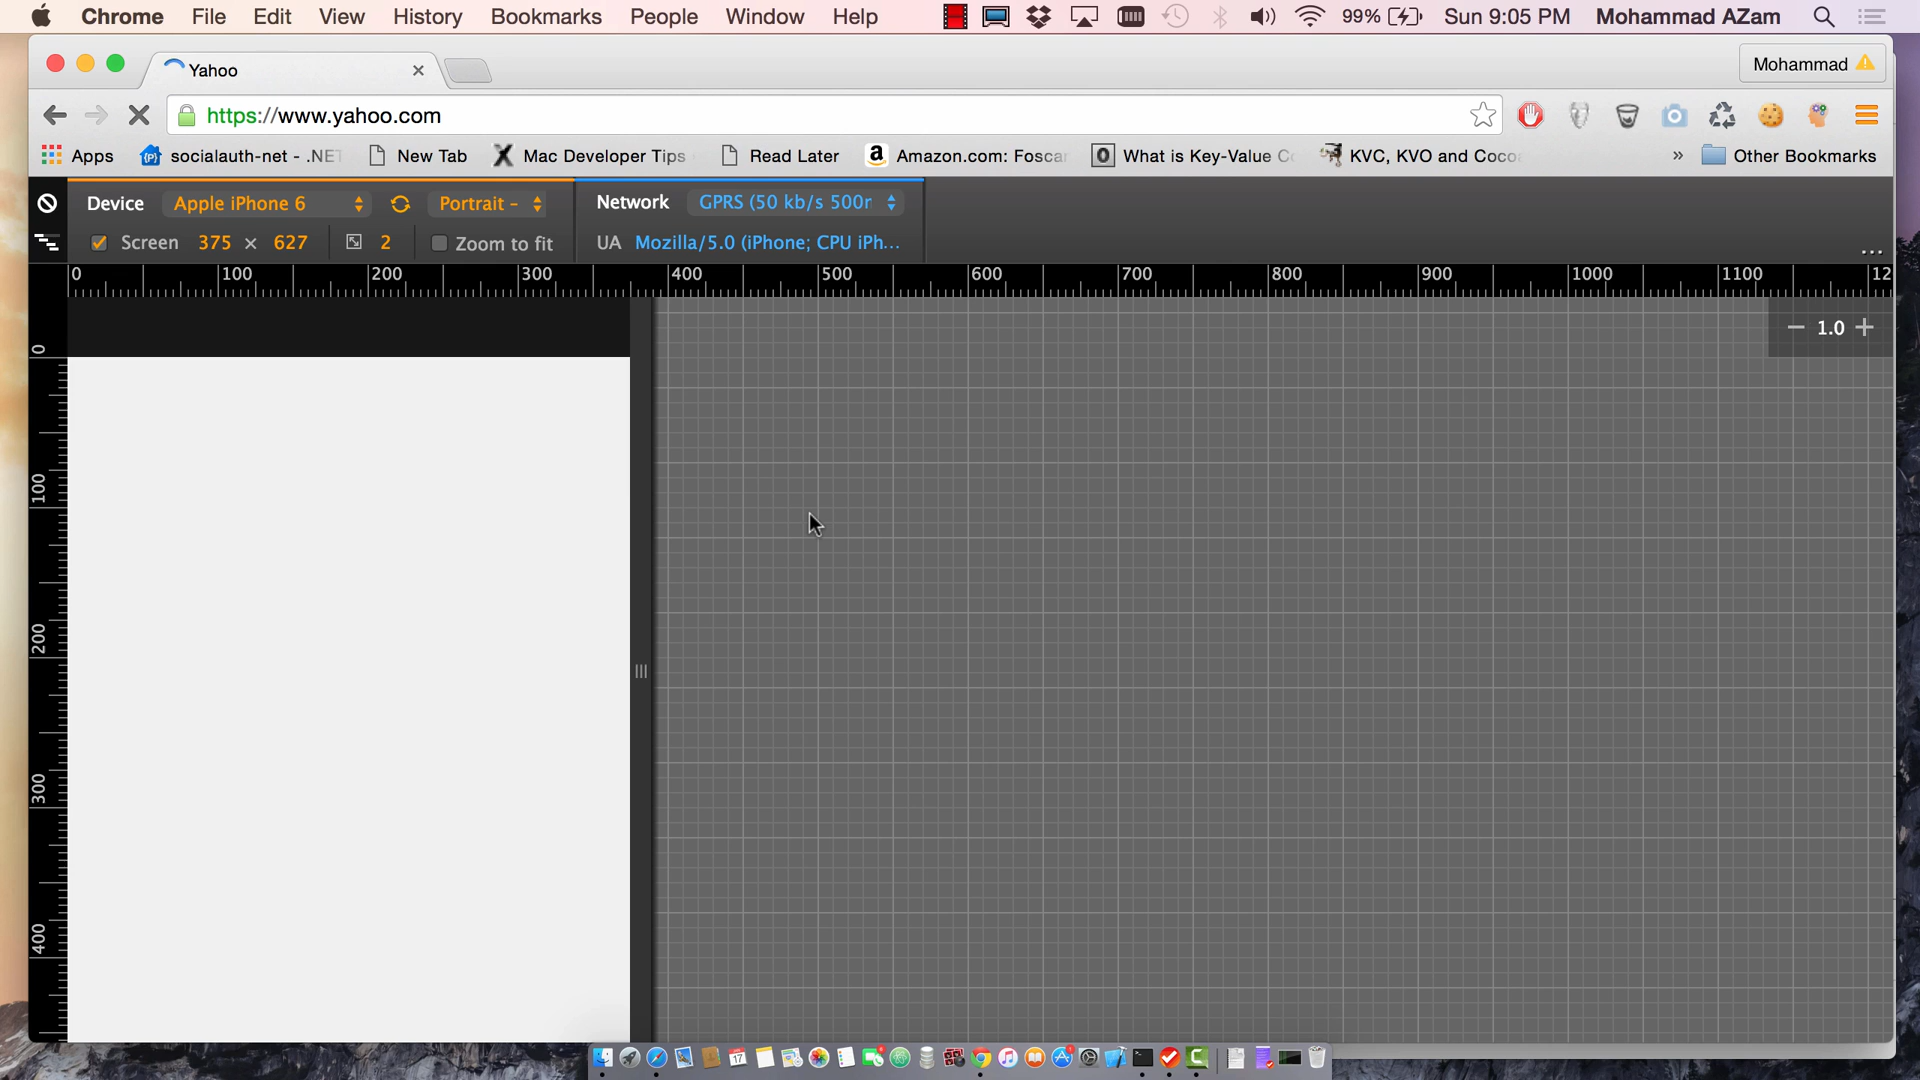 Chrome File Edit View History Bookmarks People Window Help 99% Sun 9:05 PM Mohammad AZam
Yahoo Mohammad
https://www.yahoo.com
Apps socialauth-net - .NET New Tab Mac Developer Tips Read Later Amazon.com: Foscar What is Key-Value Co KVC, KVO and Coco » Other Bookmarks
Device Apple iPhone 6 Portrait - Network GPRS (50 kb/s 500r
Screen 375 × 627 2 Zoom to fit UA Mozilla/5.0 (iPhone; CPU iPh... ...
0 100 200 300 400 500 600 700 800 900 1000 1100 12
− 1.0 +
0
100
200
300
400